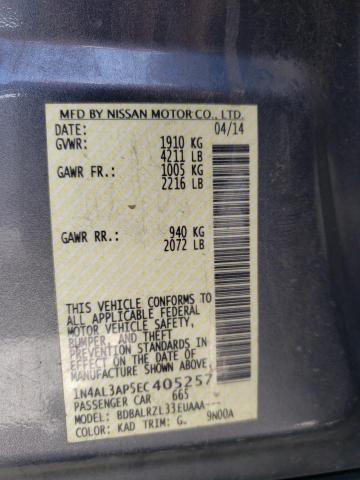 MFD BY NISSAN MOTOR CO., LTD.
DATE: 04/14
GVWR: 1910 KG
4211 LB
GAWR FR.: 1005 KG
2216 LB
GAWR RR.: 940 KG
2072 LB
THIS VEHICLE CONFORMS TO
ALL APPLICABLE FEDERAL
MOTOR VEHICLE SAFETY,
BUMPER, AND THEFT
PREVENTION STANDARDS IN
EFFECT ON THE DATE OF
MANUFACTURE SHOWN ABOVE.
1N4AL3AP5EC405257
PASSENGER CAR 665
MODEL: BDBALRZL33EUAAA---
COLOR: KAD TRIM: G. 9N00A